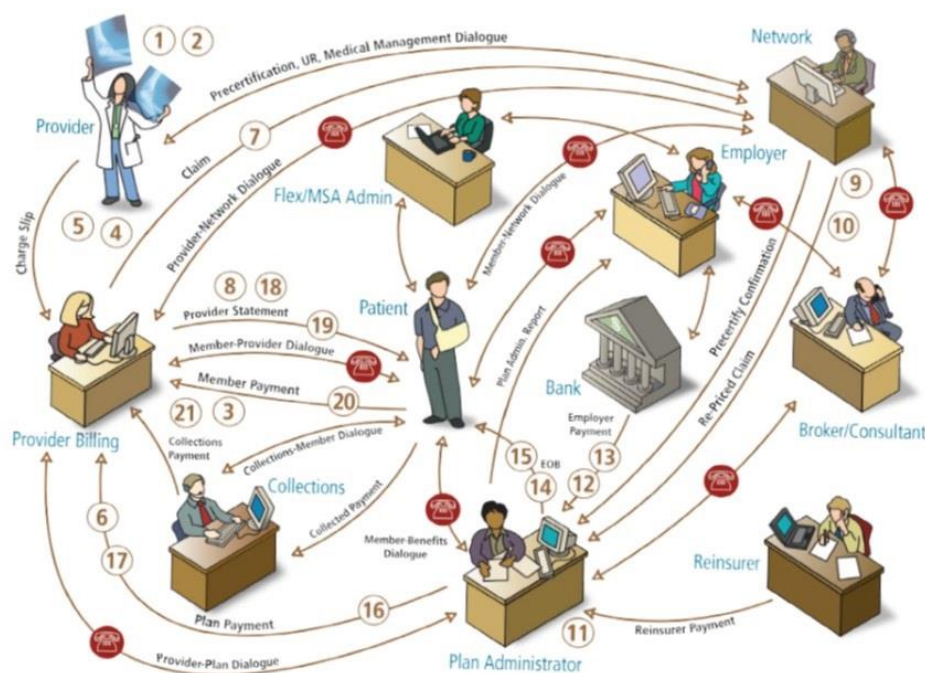 1 2
Precertification, UR, Medical Management Dialogue
Network
Provider
Claim
7
Flex/MSA Admin
Employer
9
5 4
Provider-Network Dialogue
Member-Network Dialogue
10
Charge Slip
8 18
Patient
Provider Statement
19
Precertify Confirmation
Member-Provider Dialogue
Plan Admin. Report
Bank
Re-Priced Claim
Member Payment
20
Provider Billing
21 3
Employer
Payment
Broker/Consultant
Collections
Payment
Collections-Member Dialogue
15
EOB
13
Collections
14
12
6
Collected Payment
Member-Benefits
Dialogue
Reinsurer
17
Plan Payment
16
11
Reinsurer Payment
Provider-Plan Dialogue
Plan Administrator